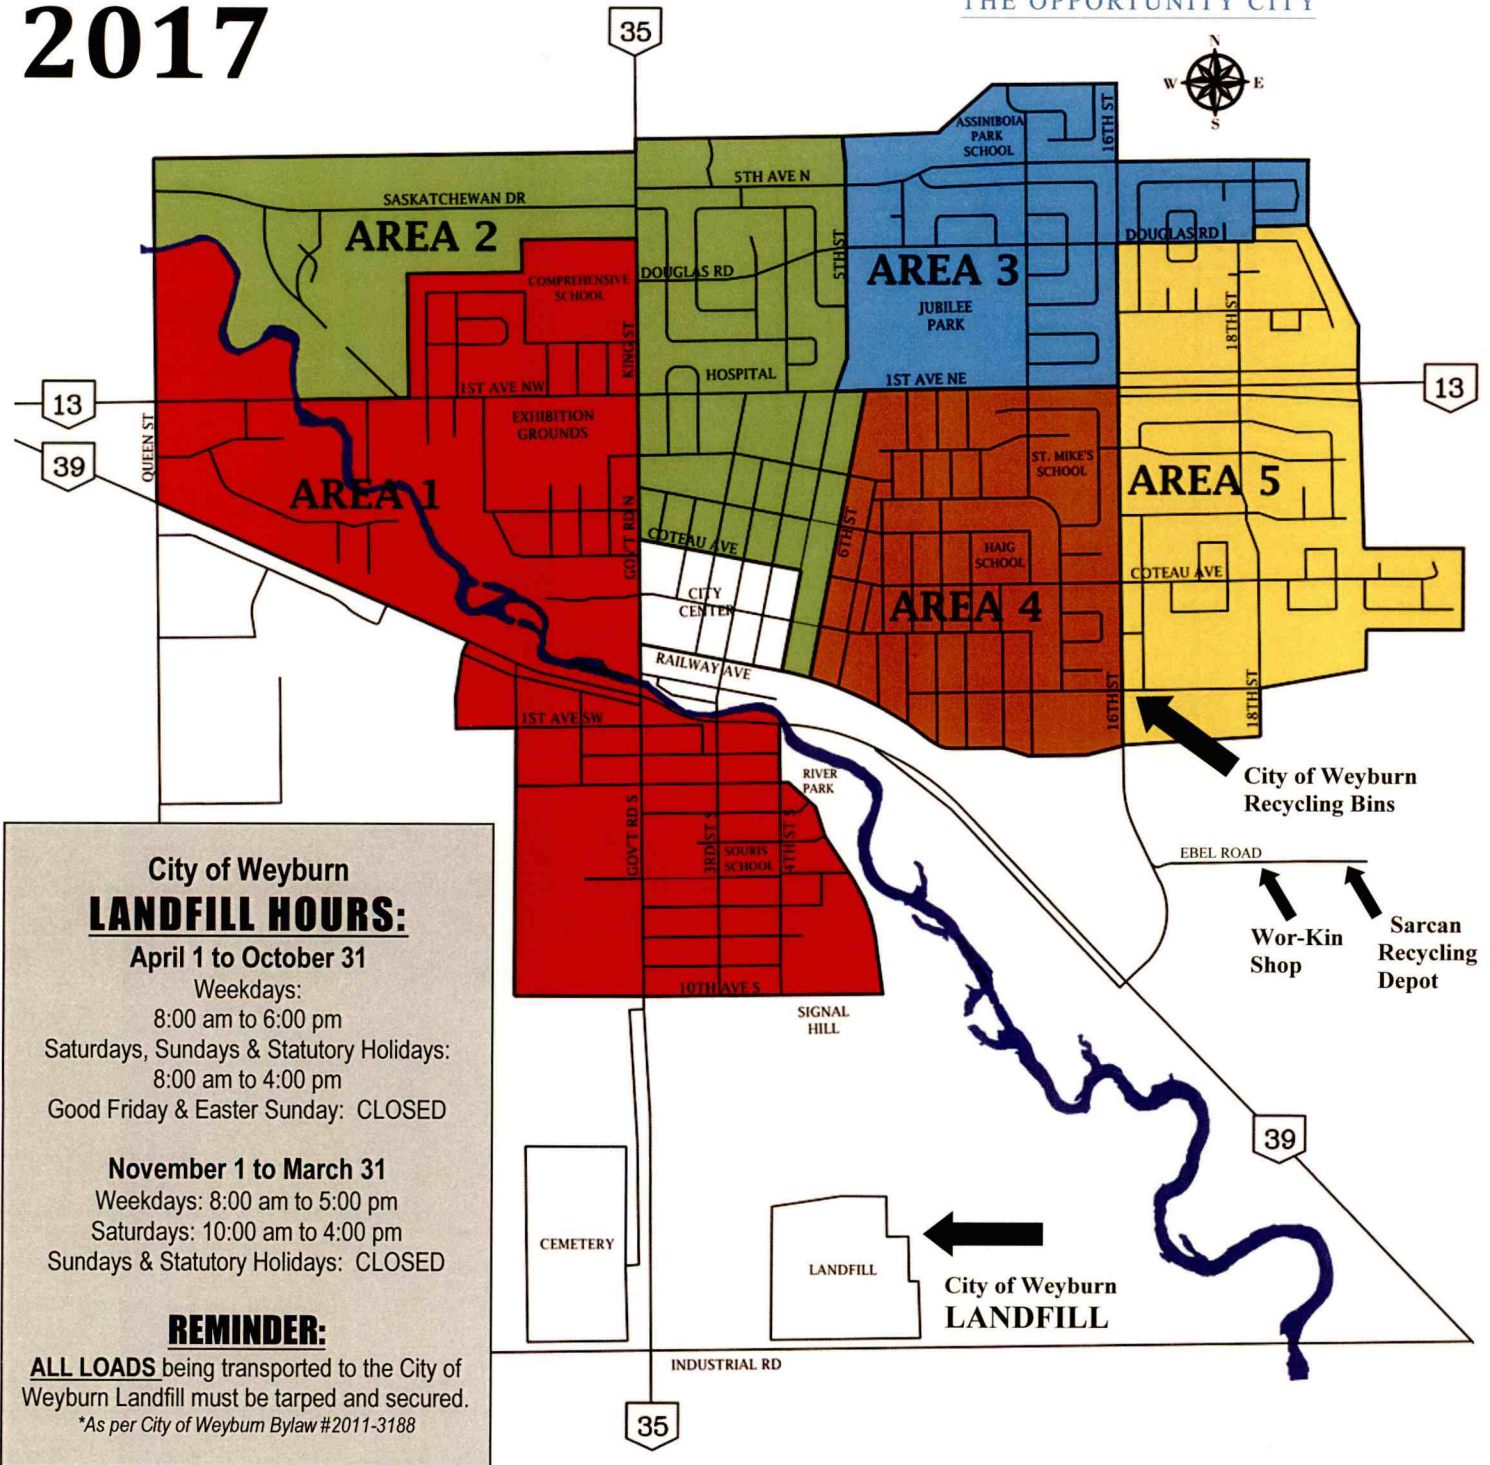 2017
THE OPPORTUNITY CITY
35
N
W
E
S
ASSINIBOIA
PARK
SCHOOL
16TH ST
5TH AVE N
SASKATCHEWAN DR
AREA 2
DOUGLAS RD
5TH ST
AREA 3
DOUGLAS RD
COMPREHENSIVE
SCHOOL
JUBILEE
PARK
18TH ST
KING ST
HOSPITAL
1ST AVE NW
1ST AVE NE
13
13
QUEEN ST
39
EXHIBITION
GROUNDS
ST. MIKE'S
SCHOOL
AREA 1
AREA 5
GOV'T RD N
COTEAU AVE
6TH ST
HAIG
SCHOOL
COTEAU AVE
CITY
CENTER
AREA 4
RAILWAY AVE
16TH ST
18TH ST
1ST AVE SW
RIVER
PARK
City of Weyburn
Recycling Bins
GOV'T RD S
3RD ST S
SOURIS
SCHOOL
4TH ST S
EBEL ROAD
Wor-Kin
Shop
Sarcan
Recycling
Depot
10TH AVE S
SIGNAL
HILL
39
CEMETERY
LANDFILL
City of Weyburn
LANDFILL
INDUSTRIAL RD
35
City of Weyburn
LANDFILL HOURS:
April 1 to October 31
Weekdays:
8:00 am to 6:00 pm
Saturdays, Sundays & Statutory Holidays:
8:00 am to 4:00 pm
Good Friday & Easter Sunday: CLOSED
November 1 to March 31
Weekdays: 8:00 am to 5:00 pm
Saturdays: 10:00 am to 4:00 pm
Sundays & Statutory Holidays: CLOSED
REMINDER:
ALL LOADS being transported to the City of
Weyburn Landfill must be tarped and secured.
*As per City of Weyburn Bylaw #2011-3188